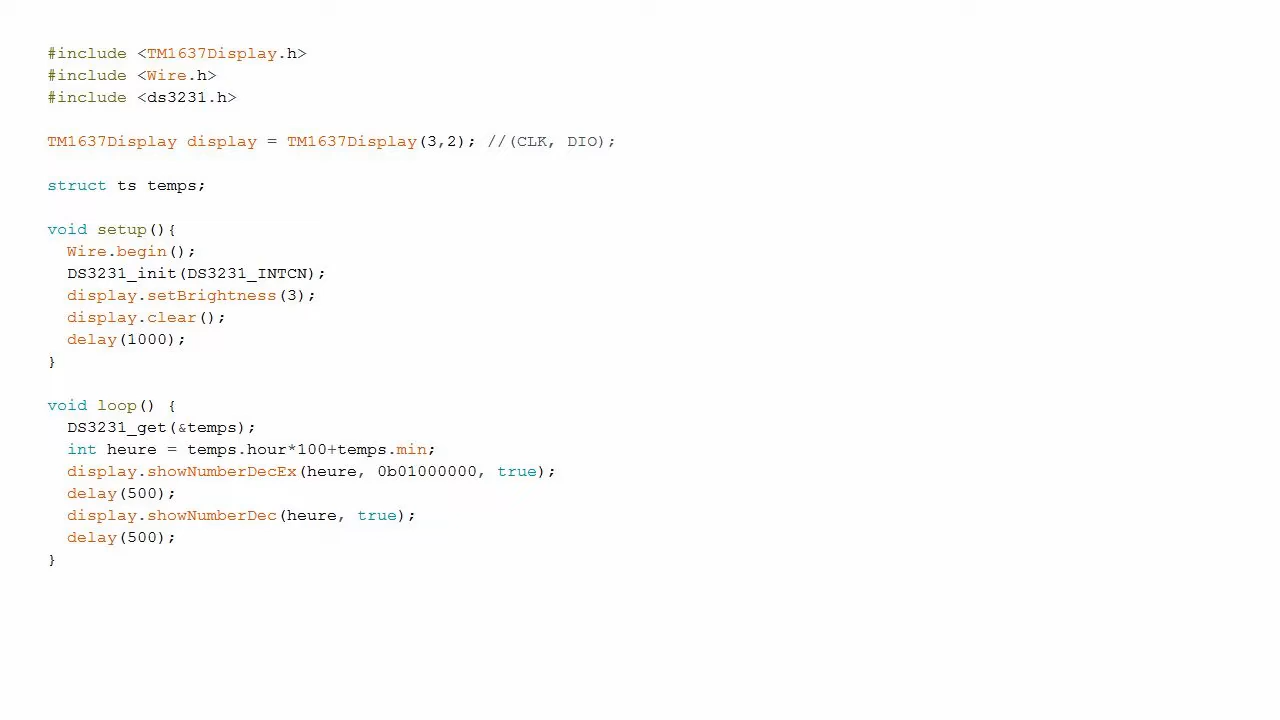 #include <TM1637Display.h>
#include <Wire.h>
#include <ds3231.h>
TM1637Display display = TM1637Display(3,2); //(CLK, DIO);
struct ts temps;
void setup(){
Wire.begin();
DS3231_init(DS3231_INTCN);
display.setBrightness(3);
display.clear();
delay(1000);
}
void loop() {
DS3231_get(&temps);
int heure = temps.hour*100+temps.min;
display.showNumberDecEx(heure, 0b01000000, true);
delay(500);
display.showNumberDec(heure, true);
delay(500);
}